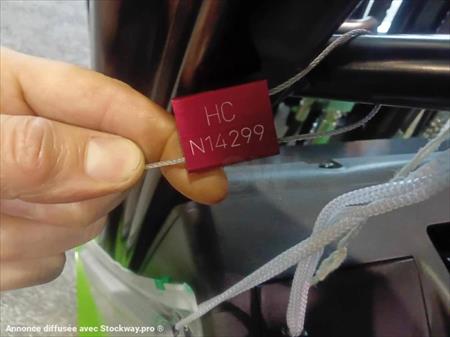 HC
N14299
Annonce diffusée avec Stockway.pro ®